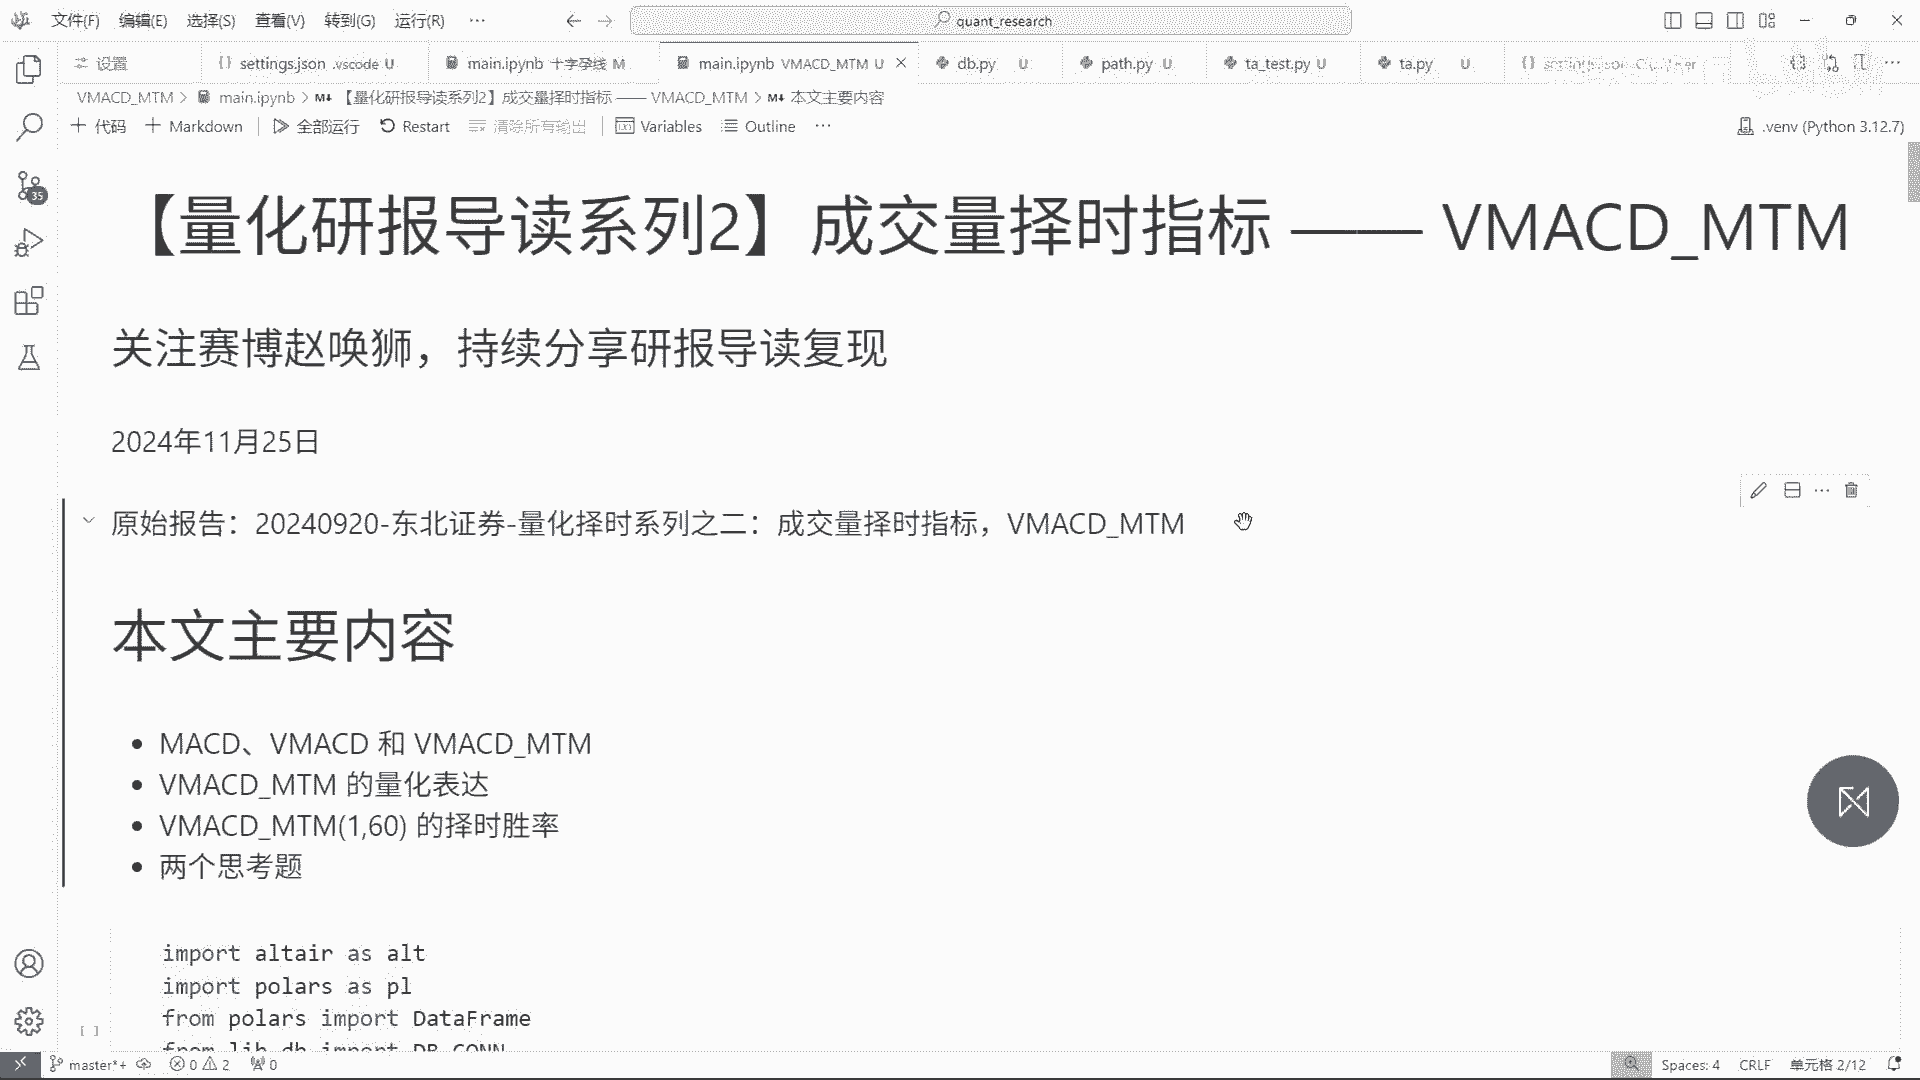 文件(F) 编辑(E) 选择(S) 查看(V) 转到(G) 运行(R) ··· quant_research
设置 settings.json .vscode U main.ipynb 十字孕线 M main.ipynb VMACD_MTM U db.py U path.py U ta_test.py U ta.py U
VMACD_MTM > main.ipynb > M↓ 【量化研报导读系列2】成交量择时指标 —— VMACD_MTM > M↓ 本文主要内容
+ 代码 + Markdown 全部运行 Restart 清除所有输出 Variables Outline ··· .venv (Python 3.12.7)
【量化研报导读系列2】成交量择时指标 —— VMACD_MTM
关注赛博赵唤狮，持续分享研报导读复现
2024年11月25日
原始报告：20240920-东北证券-量化择时系列之二：成交量择时指标，VMACD_MTM
本文主要内容
• MACD、VMACD 和 VMACD_MTM
• VMACD_MTM 的量化表达
• VMACD_MTM(1,60) 的择时胜率
• 两个思考题
import altair as alt
import polars as pl
from polars import DataFrame
from lib.db import DB_CONN
[ ]
35
master*+ 0 2 0 Spaces: 4 CRLF 单元格 2/12